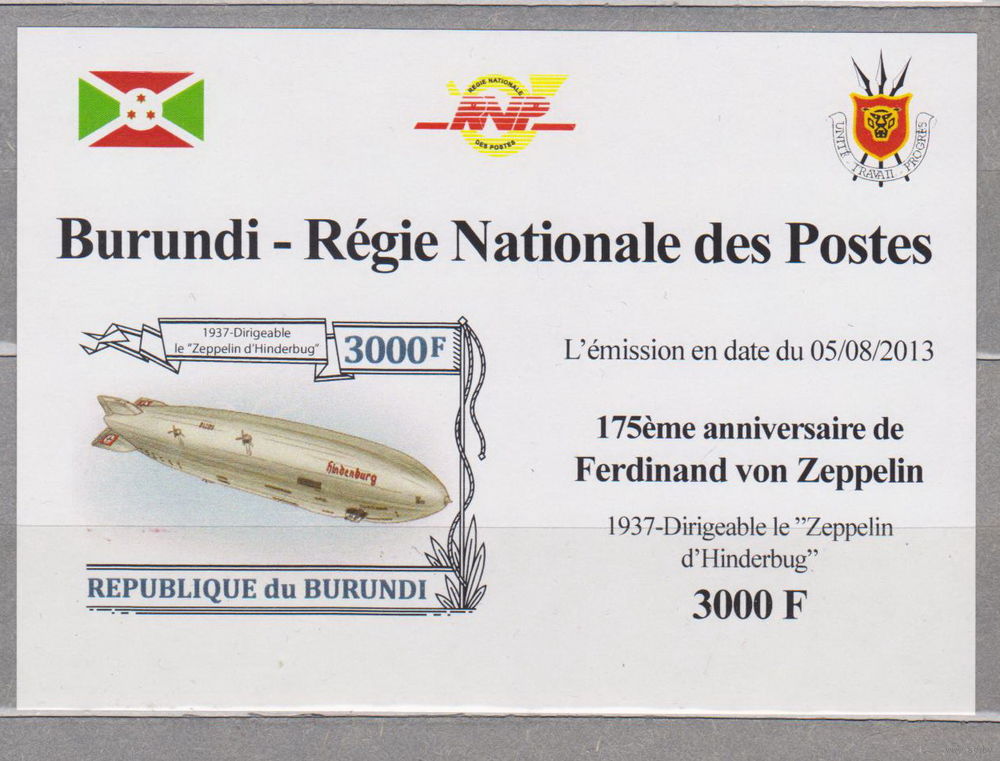 RÉGIE NATIONALE
RNP
DES POSTES
UNITÉ - TRAVAIL - PROGRÈS
Burundi - Régie Nationale des Postes
1937-Dirigeable
le "Zeppelin d'Hinderbug"
3000F
Hindenburg
REPUBLIQUE du BURUNDI
L'émission en date du 05/08/2013
175ème anniversaire de
Ferdinand von Zeppelin
1937-Dirigeable le ”Zeppelin
d'Hinderbug”
3000 F